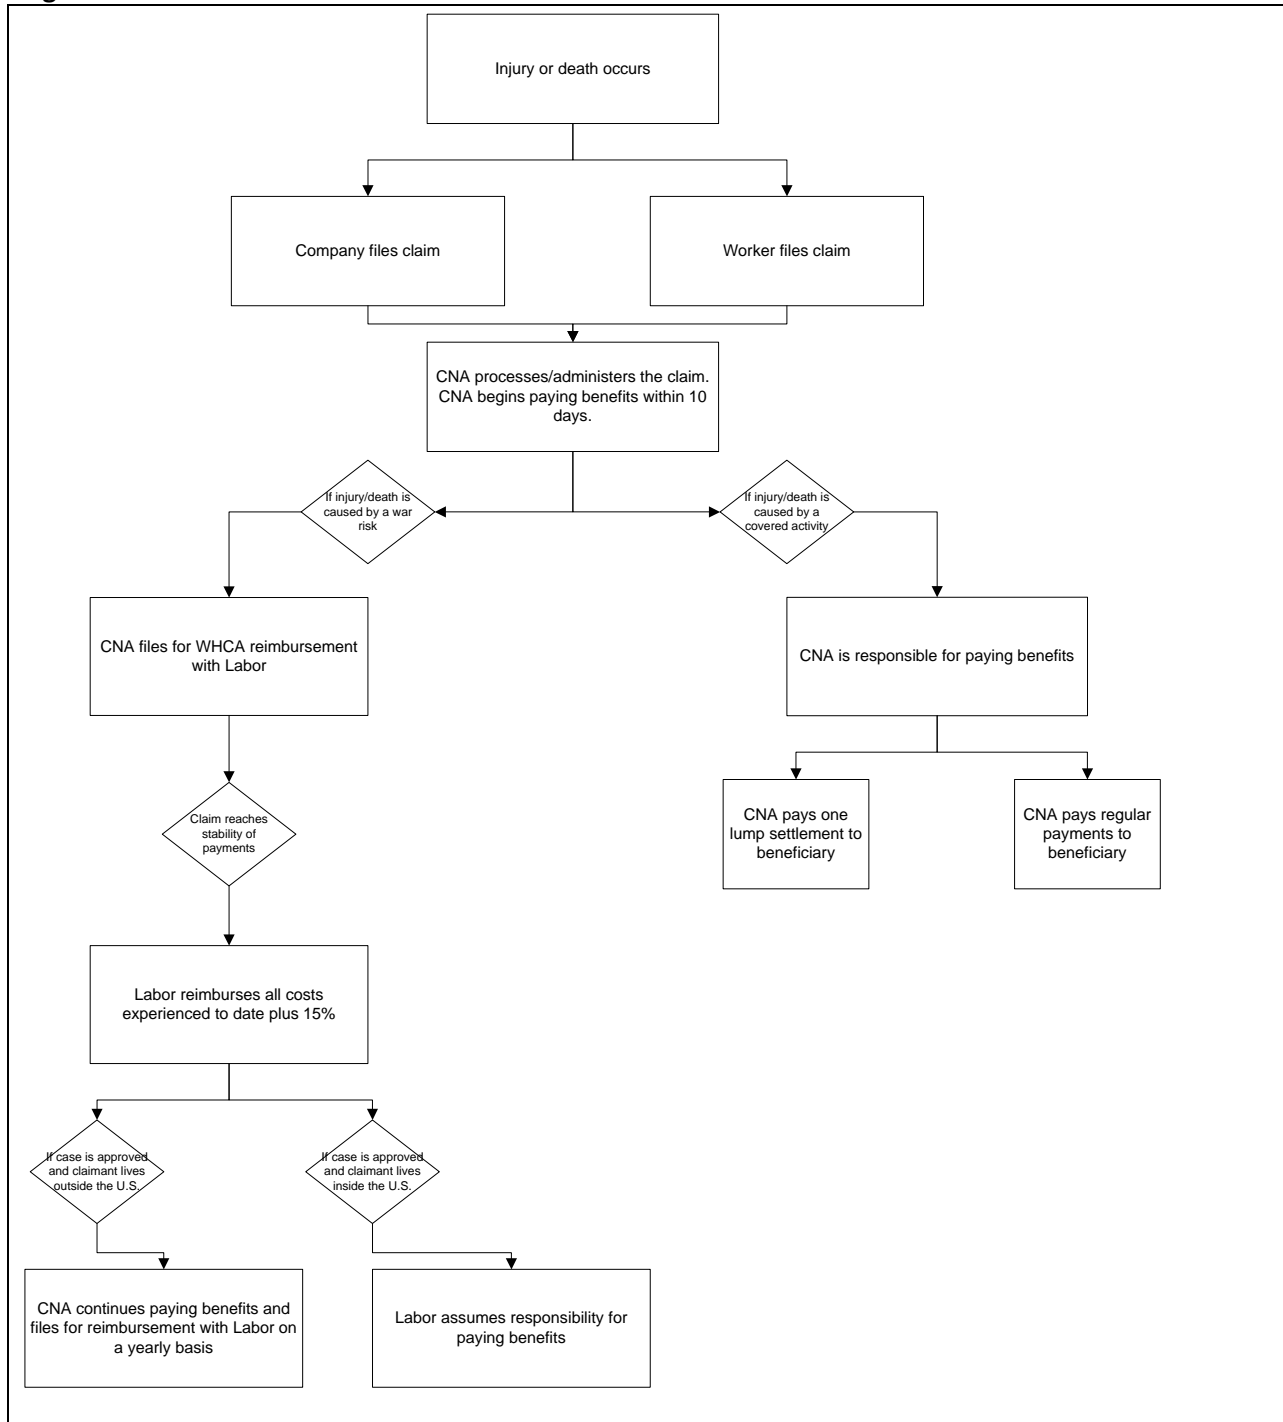 Injury or death occurs
Company files claim
Worker files claim
CNA processes/administers the claim.
CNA begins paying benefits within 10
days.
If injury/death is
caused by a war
risk
If injury/death is
caused by a
covered activity
CNA files for WHCA reimbursement
with Labor
CNA is responsible for paying benefits
Claim reaches
stability of
payments
CNA pays one
lump settlement to
beneficiary
CNA pays regular
payments to
beneficiary
Labor reimburses all costs
experienced to date plus 15%
If case is approved
and claimant lives
outside the U.S.
If case is approved
and claimant lives
inside the U.S.
CNA continues paying benefits and
files for reimbursement with Labor on
a yearly basis
Labor assumes responsibility for
paying benefits